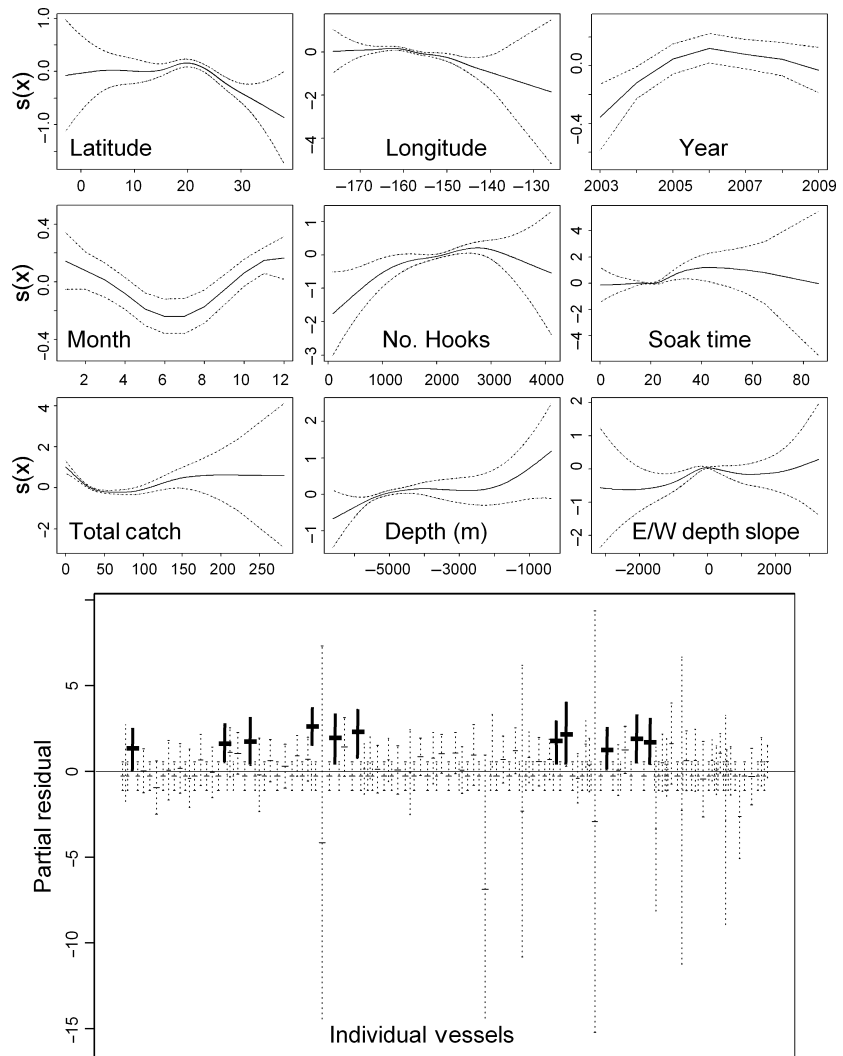 1.0
0.0
−1.0
s(x)
Latitude
0 10 20 30
0
−2
−4
Longitude
−170 −160 −150 −140 −130
0.0
−0.4
Year
2003 2005 2007 2009
0.4
0.0
−0.4
s(x)
Month
2 4 6 8 10 12
1
0
−1
−2
−3
No. Hooks
0 1000 2000 3000 4000
4
2
0
−2
−4
Soak time
0 20 40 60 80
4
2
0
−2
s(x)
Total catch
0 50 100 150 200 250
2
1
0
−1
Depth (m)
−5000 −3000 −1000
2
1
0
−1
−2
E/W depth slope
−2000 0 2000
5
0
-5
-10
-15
Partial residual
Individual vessels